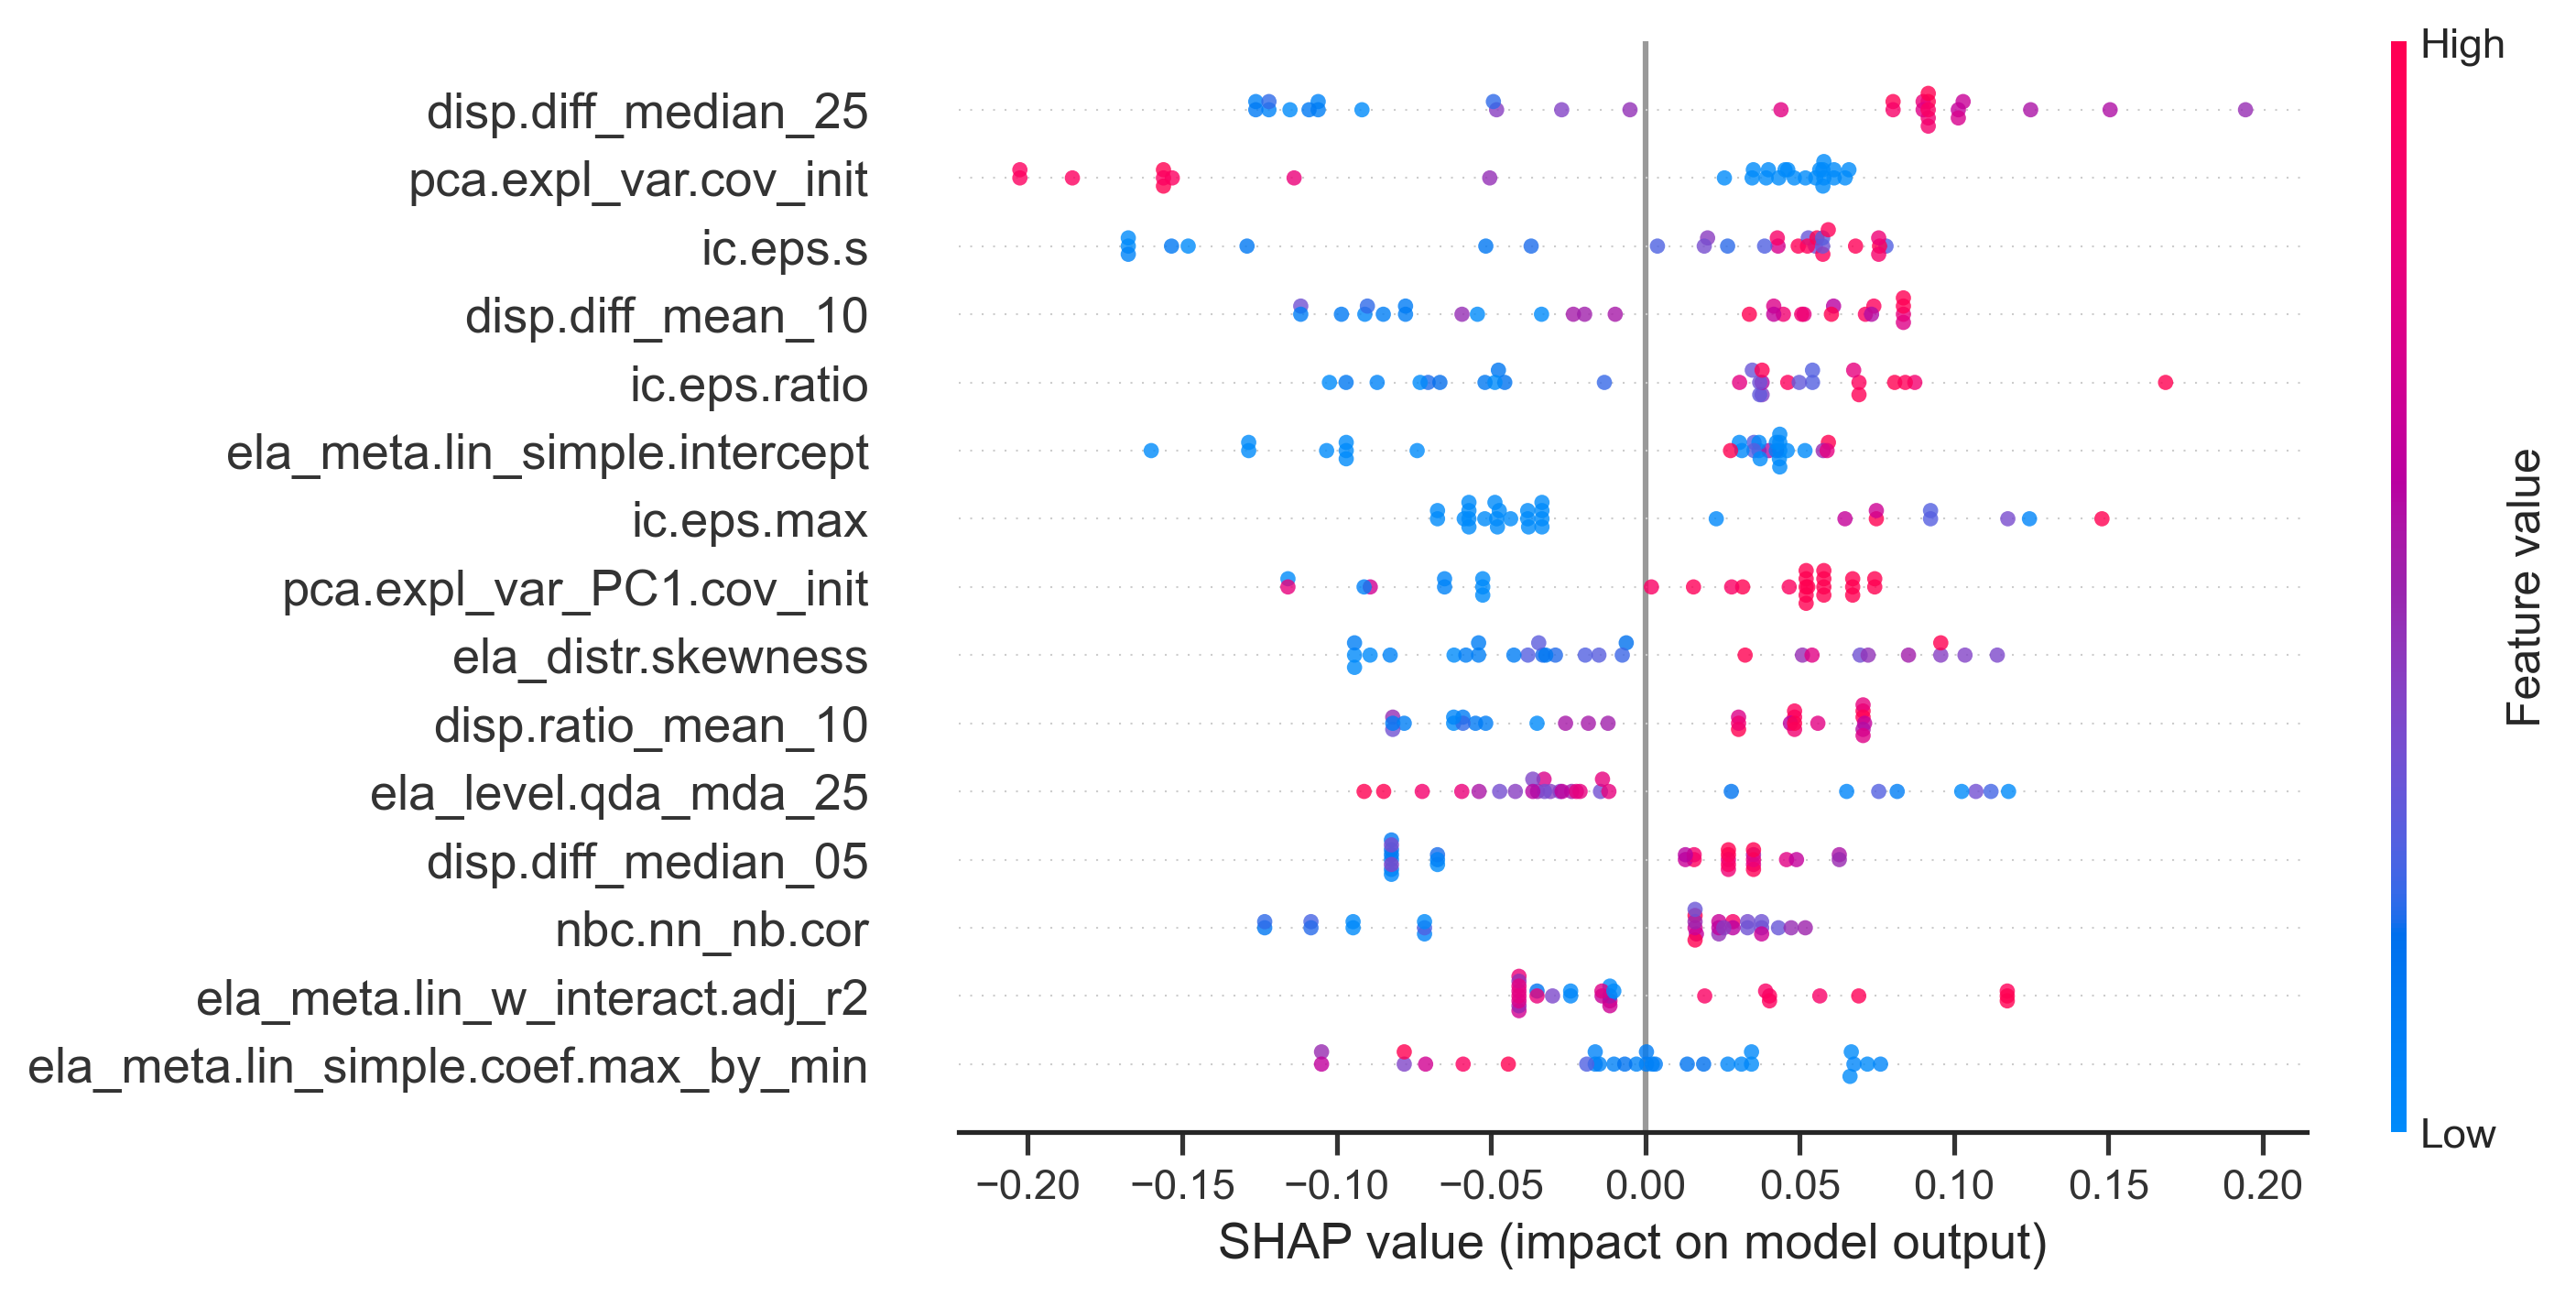 High
disp.diff_median_25
pca.expl_var.cov_init
ic.eps.s
disp.diff_mean_10
ic.eps.ratio
ela_meta.lin_simple.intercept
ic.eps.max
pca.expl_var_PC1.cov_init
ela_distr.skewness
disp.ratio_mean_10
ela_level.qda_mda_25
disp.diff_median_05
nbc.nn_nb.cor
ela_meta.lin_w_interact.adj_r2
ela_meta.lin_simple.coef.max_by_min
Feature value
Low
−0.20 −0.15 −0.10 −0.05 0.00 0.05 0.10 0.15 0.20
SHAP value (impact on model output)